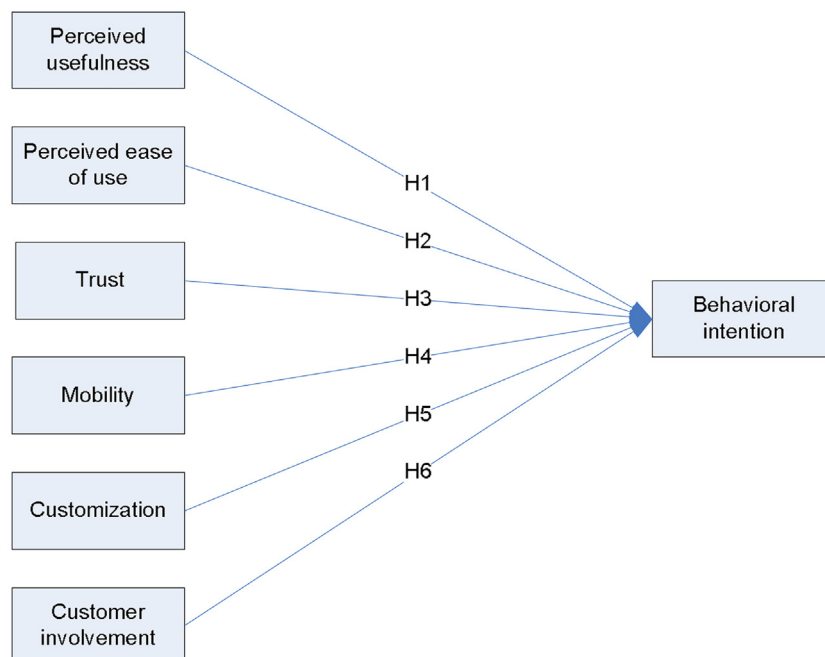 Perceived
usefulness
Perceived ease
of use
Trust
Mobility
Customization
Customer
involvement
H1
H2
H3
H4
H5
H6
Behavioral
intention